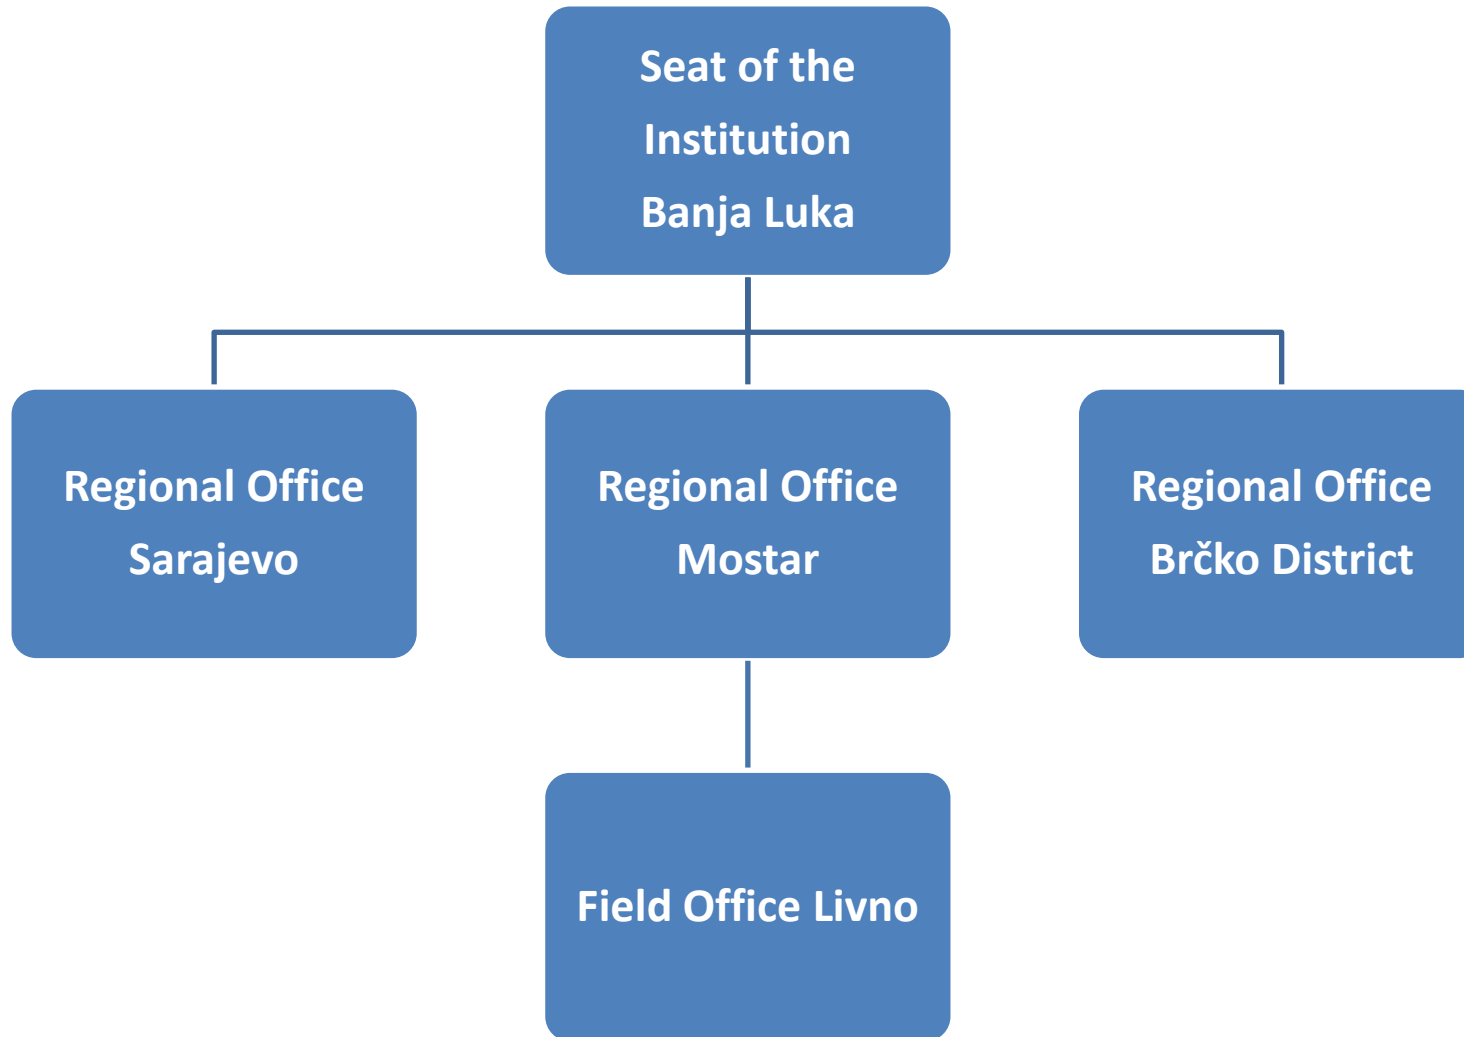 Seat of the
Institution
Banja Luka
Regional Office
Sarajevo
Regional Office
Mostar
Regional Office
Brčko District
Field Office Livno